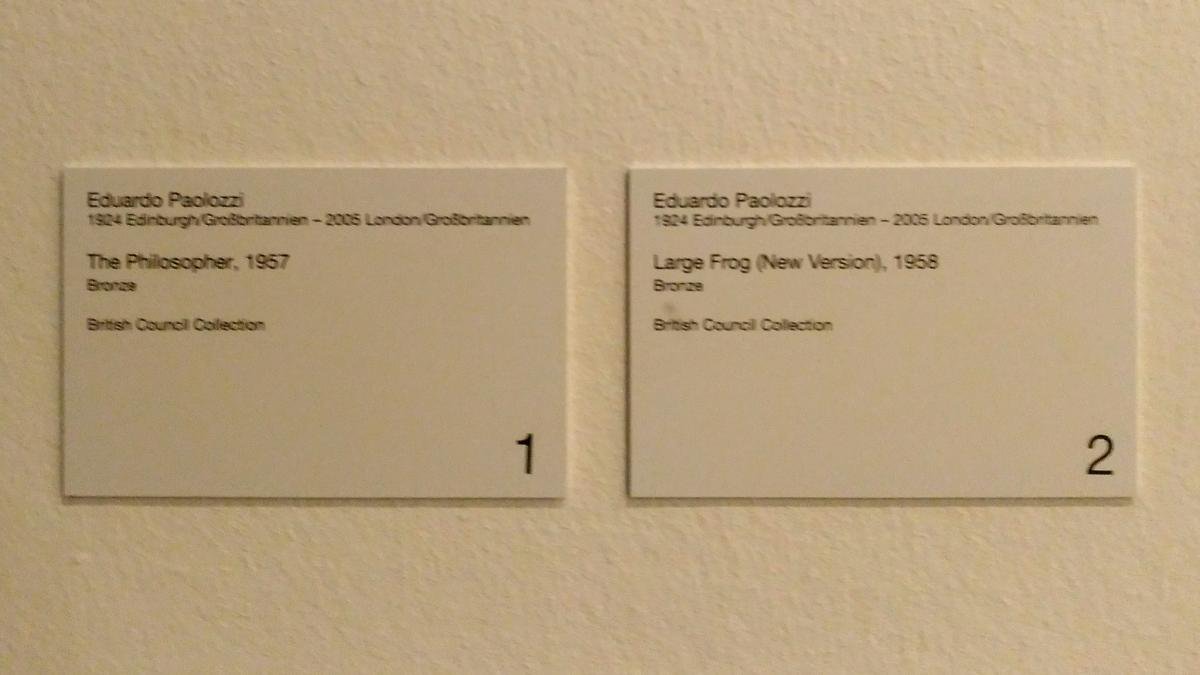 Eduardo Paolozzi
1924 Edinburgh/Großbritannien – 2005 London/Großbritannien
The Philosopher, 1957
Bronze
British Council Collection
1
Eduardo Paolozzi
1924 Edinburgh/Großbritannien – 2005 London/Großbritannien
Large Frog (New Version), 1958
Bronze
British Council Collection
2